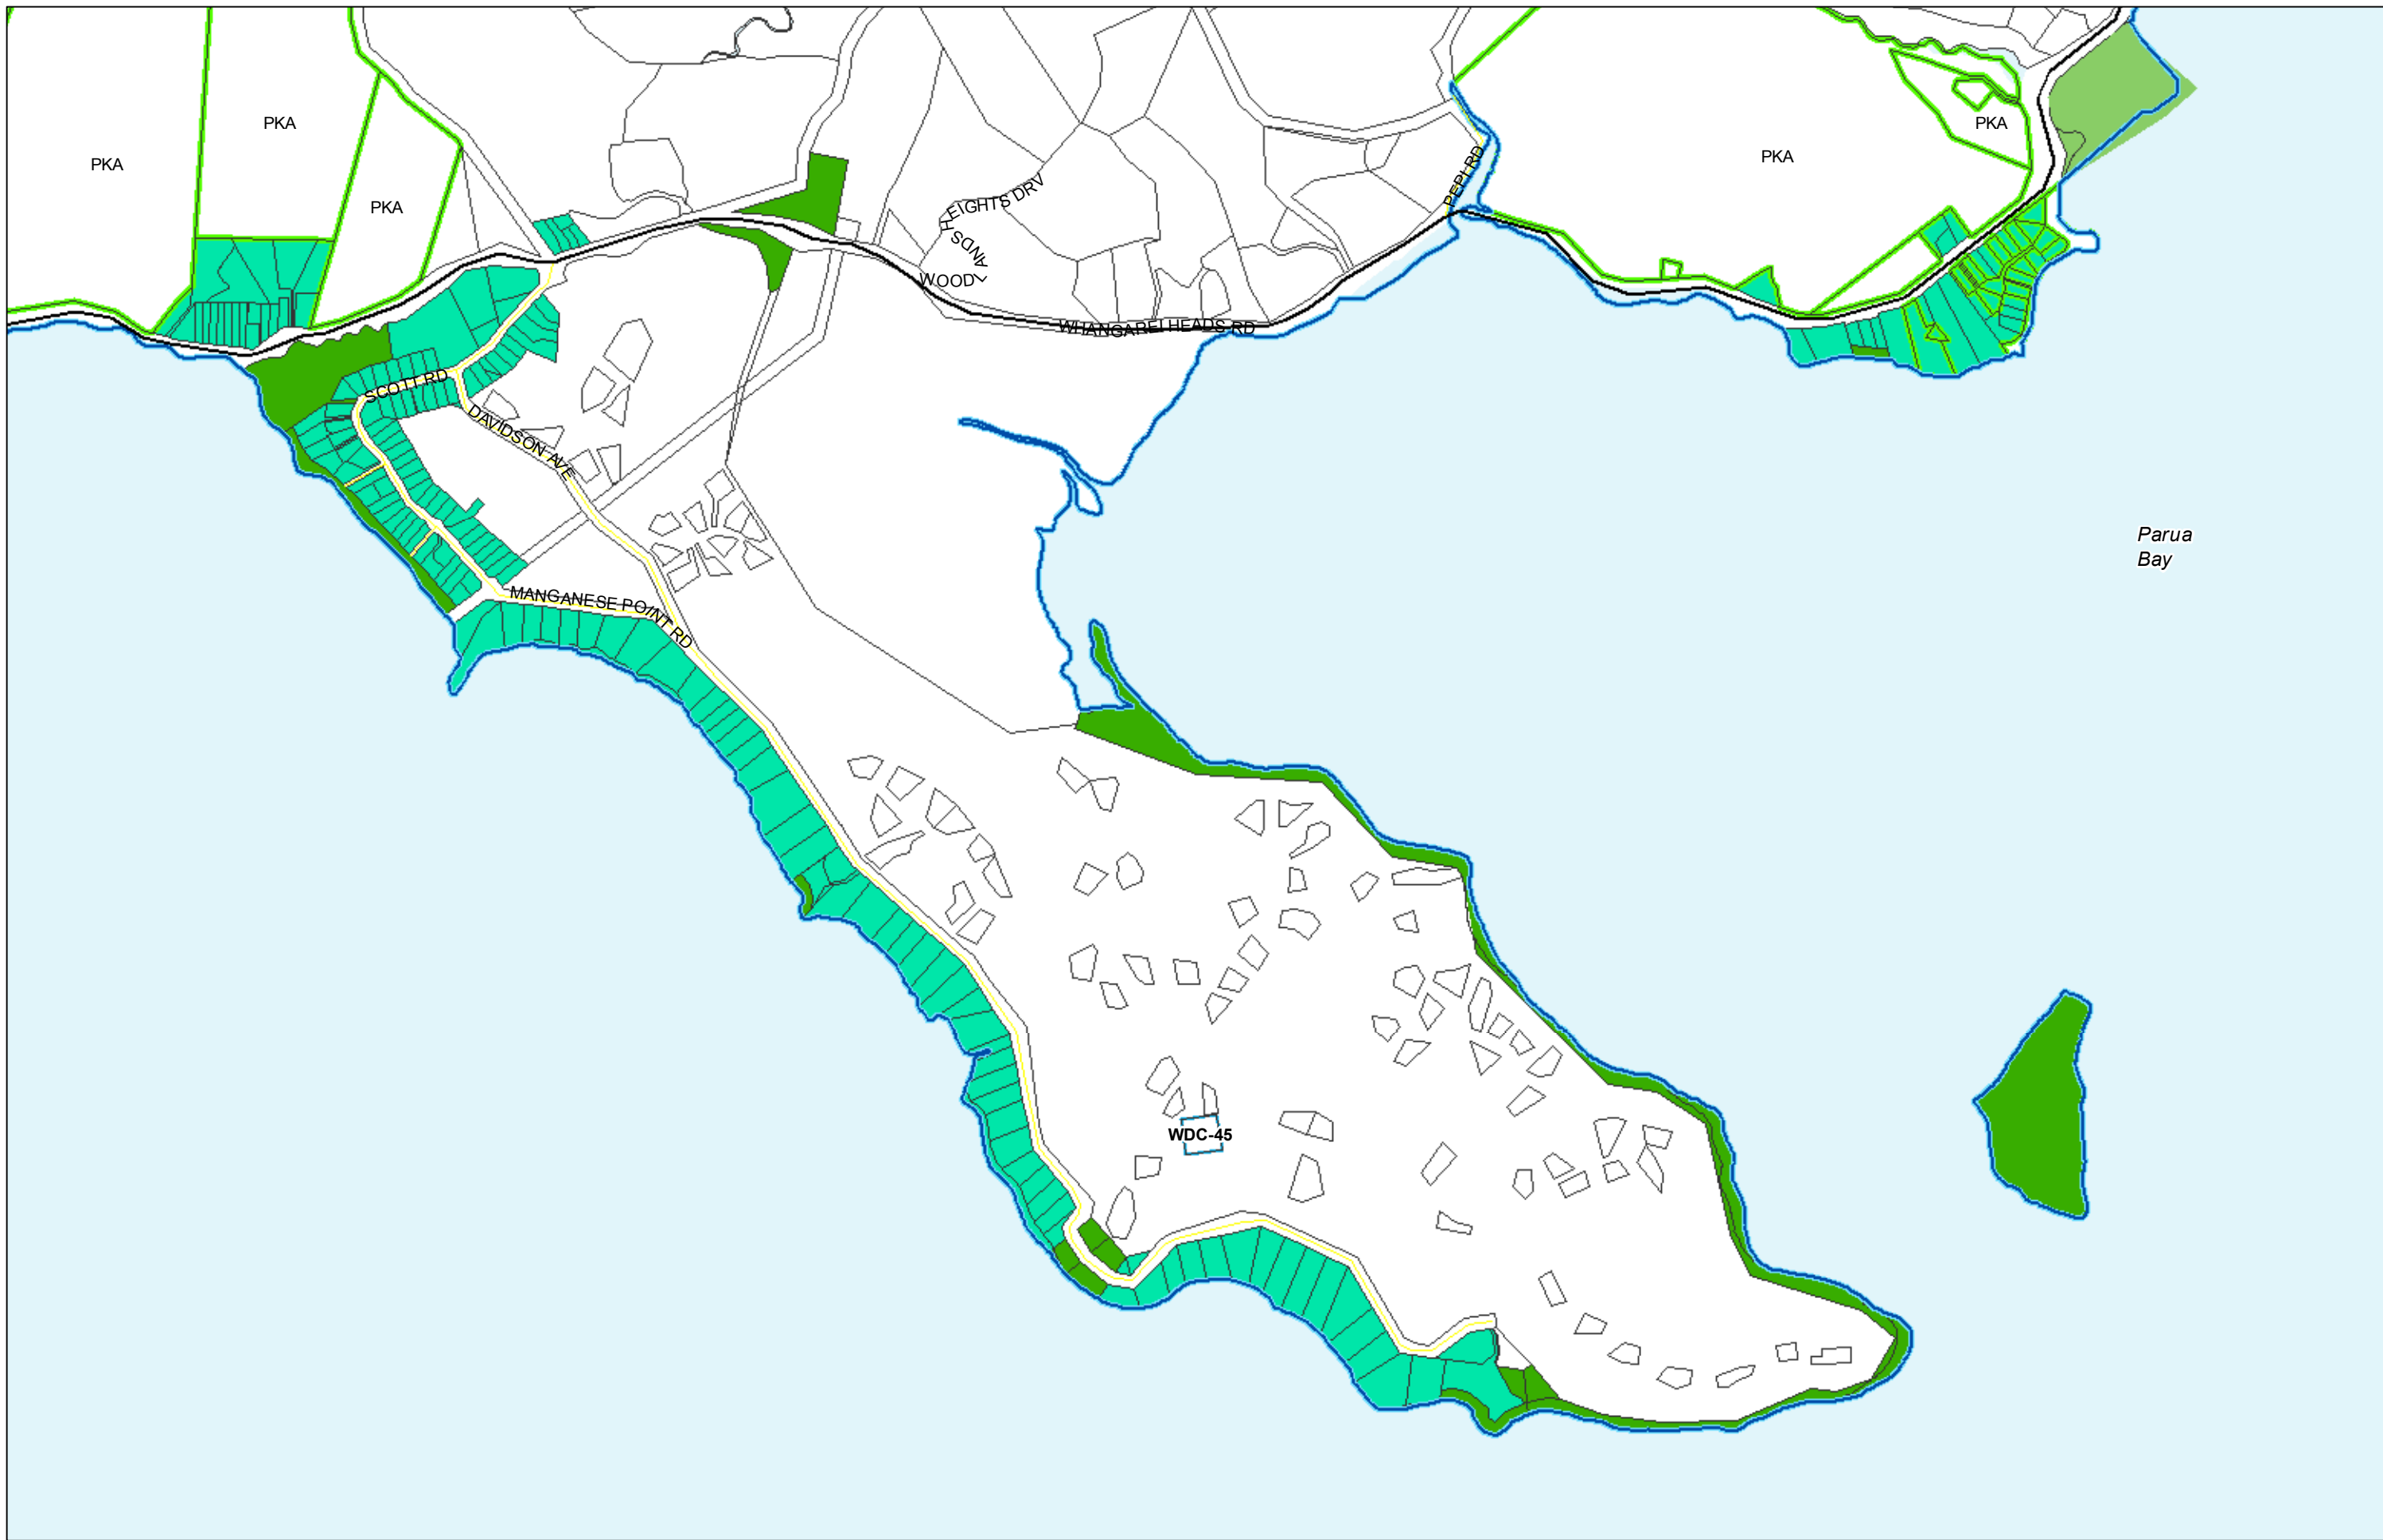 PKA
PKA
PKA
PKA
PKA
PEPI RD
WOODLANDS HEIGHTS DRV
WHANGAREI HEADS RD
SCOTT RD
DAVIDSON AVE
Parua
Bay
MANGANESE POINT RD
WDC-45